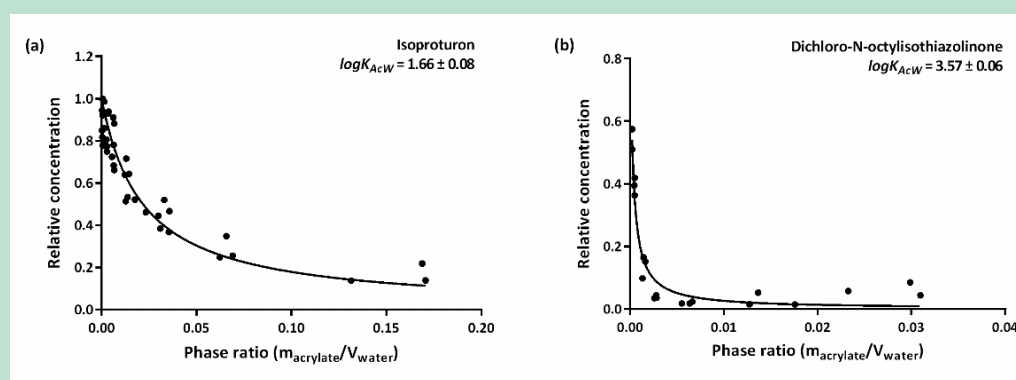 (a)
Isoproturon
logK_AcW = 1.66 ± 0.08
Relative concentration
1.2
1.0
0.8
0.6
0.4
0.2
0.0
0.00 0.05 0.10 0.15 0.20
Phase ratio (m_acrylate/V_water)
(b)
Dichloro-N-octylisothiazolinone
logK_AcW = 3.57 ± 0.06
Relative concentration
0.8
0.6
0.4
0.2
0.0
0.00 0.01 0.02 0.03 0.04
Phase ratio (m_acrylate/V_water)